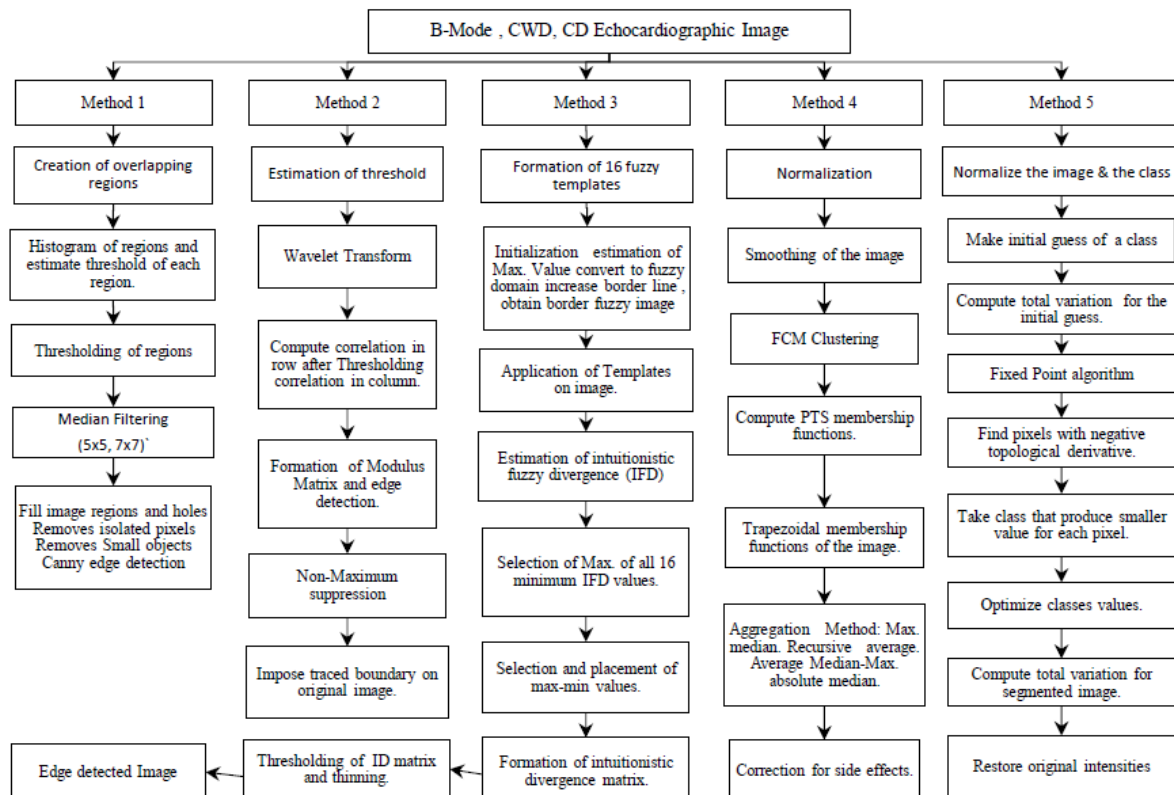 B-Mode , CWD, CD Echocardiographic Image
Method 1
Creation of overlapping
regions
Histogram of regions and
estimate threshold of each
region.
Thresholding of regions
Median Filtering
(5x5, 7x7)`
Fill image regions and holes
Removes isolated pixels
Removes Small objects
Canny edge detection
Method 2
Estimation of threshold
Wavelet Transform
Compute correlation in
row after Thresholding
correlation in column.
Formation of Modulus
Matrix and edge
detection.
Non-Maximum
suppression
Impose traced boundary on
original image.
Method 3
Formation of 16 fuzzy
templates
Initialization estimation of
Max. Value convert to fuzzy
domain increase border line ,
obtain border fuzzy image
Application of Templates
on image.
Estimation of intuitionistic
fuzzy divergence (IFD)
Selection of Max. of all 16
minimum IFD values.
Selection and placement of
max-min values.
Formation of intuitionistic
divergence matrix.
Thresholding of ID matrix
and thinning.
Edge detected Image
Method 4
Normalization
Smoothing of the image
FCM Clustering
Compute PTS membership
functions.
Trapezoidal membership
functions of the image.
Aggregation Method: Max.
median. Recursive average.
Average Median-Max.
absolute median.
Correction for side effects.
Method 5
Normalize the image & the class
Make initial guess of a class
Compute total variation for the
initial guess.
Fixed Point algorithm
Find pixels with negative
topological derivative.
Take class that produce smaller
value for each pixel.
Optimize classes values.
Compute total variation for
segmented image.
Restore original intensities